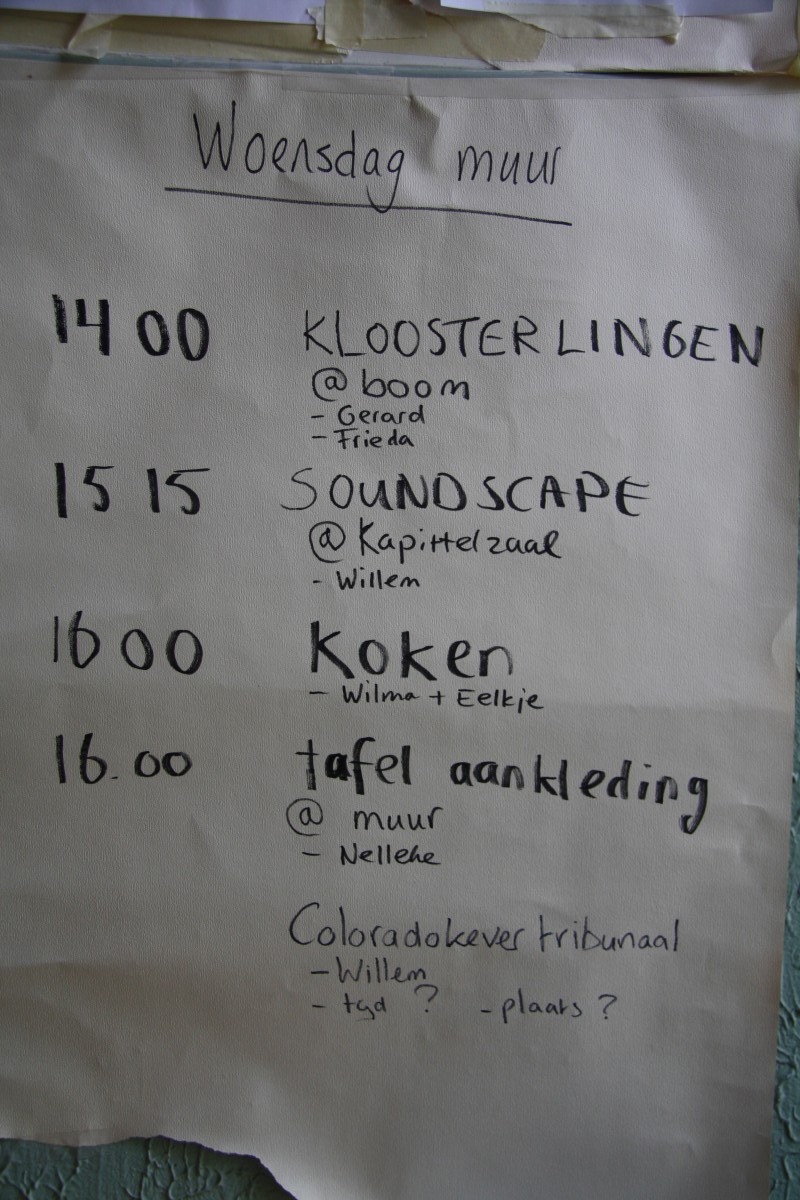 Woensdag muur
14 00 KLOOSTERLINGEN
@ boom
- Gerard
- Frieda
15 15 SOUNDSCAPE
@ Kapittelzaal
- Willem
16 00 Koken
- Wilma + Eelkje
16.00 tafel aankleding
@ muur
- Nelleke
Coloradokever tribunaal
- Willem
- tyd ? - plaats ?